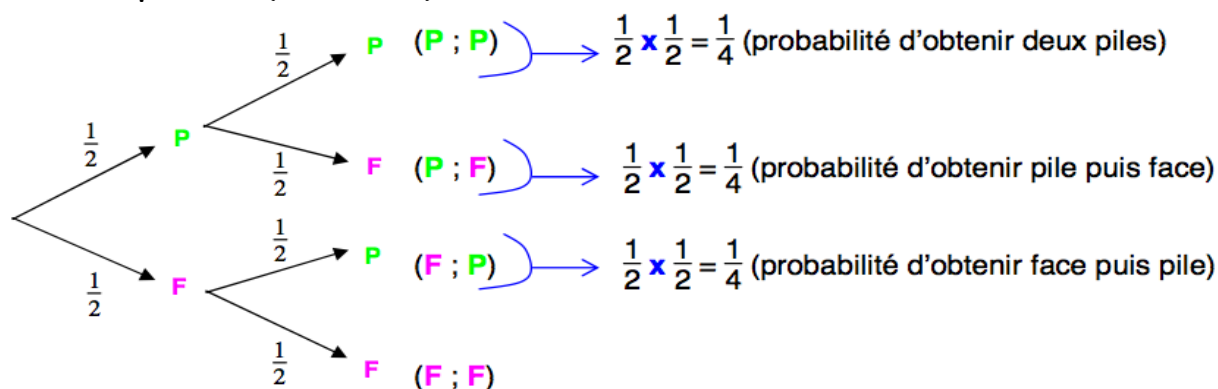 1/2 P (P ; P) 1/2 x 1/2 = 1/4 (probabilité d'obtenir deux piles)
1/2 P
1/2 F (P ; F) 1/2 x 1/2 = 1/4 (probabilité d'obtenir pile puis face)
1/2 P (F ; P) 1/2 x 1/2 = 1/4 (probabilité d'obtenir face puis pile)
1/2 F
1/2 F (F ; F)